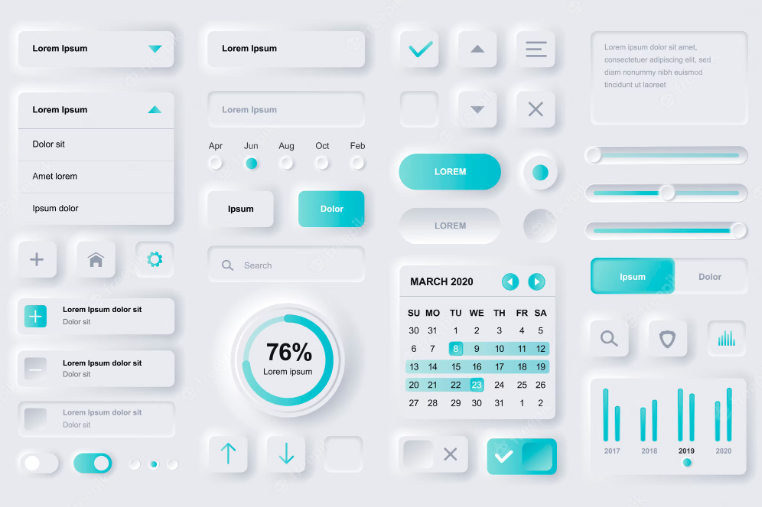 Lorem Ipsum
Lorem Ipsum
Dolor sit
Amet lorem
Ipsum dolor
Lorem Ipsum dolor sit
Dolor sit
Lorem Ipsum dolor sit
Dolor sit
Lorem Ipsum dolor sit
Dolor sit
Lorem Ipsum
Lorem Ipsum
Apr Jun Aug Oct Feb
Ipsum Dolor
Search
76%
Lorem ipsum
LOREM
LOREM
MARCH 2020
SU MO TU WE TH FR SA
30 31 1 2 3 4 5
6 7 8 9 10 11 12
13 14 15 16 17 18 19
20 21 22 23 24 25 26
27 28 29 30 31 1 2
Lorem ipsum dolor sit amet,
consectetuer adipiscing elit, sed
diam nonummy nibh euismod
tincidunt ut laoreet
Ipsum Dolor
2017 2018 2019 2020